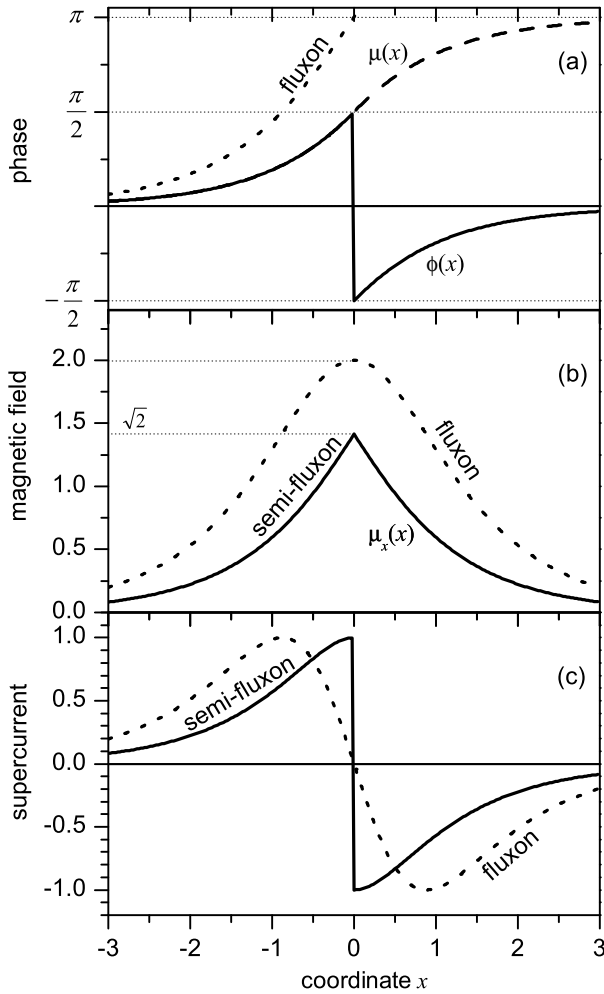 π
fluxon
μ(x)
(a)
π/2
phase
ϕ(x)
-π/2
2.0
(b)
√2
magnetic field
1.5
semi-fluxon
fluxon
1.0
μx(x)
0.5
0.0
1.0
(c)
0.5
semi-fluxon
supercurrent
0.0
-0.5
fluxon
-1.0
-3 -2 -1 0 1 2 3
coordinate x